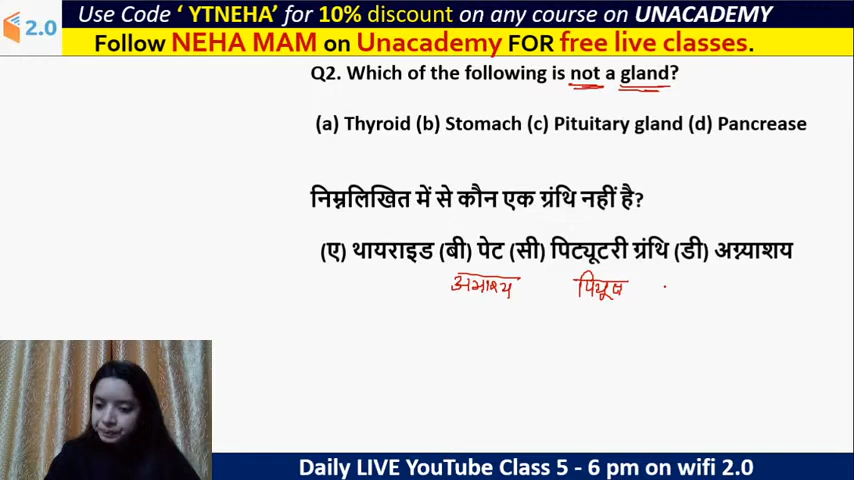 2.0
Use Code ‘ YTNEHA’ for 10% discount on any course on UNACADEMY
Follow NEHA MAM on Unacademy FOR free live classes.
Q2. Which of the following is not a gland?
(a) Thyroid (b) Stomach (c) Pituitary gland (d) Pancrease
निम्नलिखित में से कौन एक ग्रंथि नहीं है?
(ए) थायराइड (बी) पेट (सी) पिट्यूटरी ग्रंथि (डी) अग्न्याशय
पियूष
Daily LIVE YouTube Class 5 - 6 pm on wifi 2.0